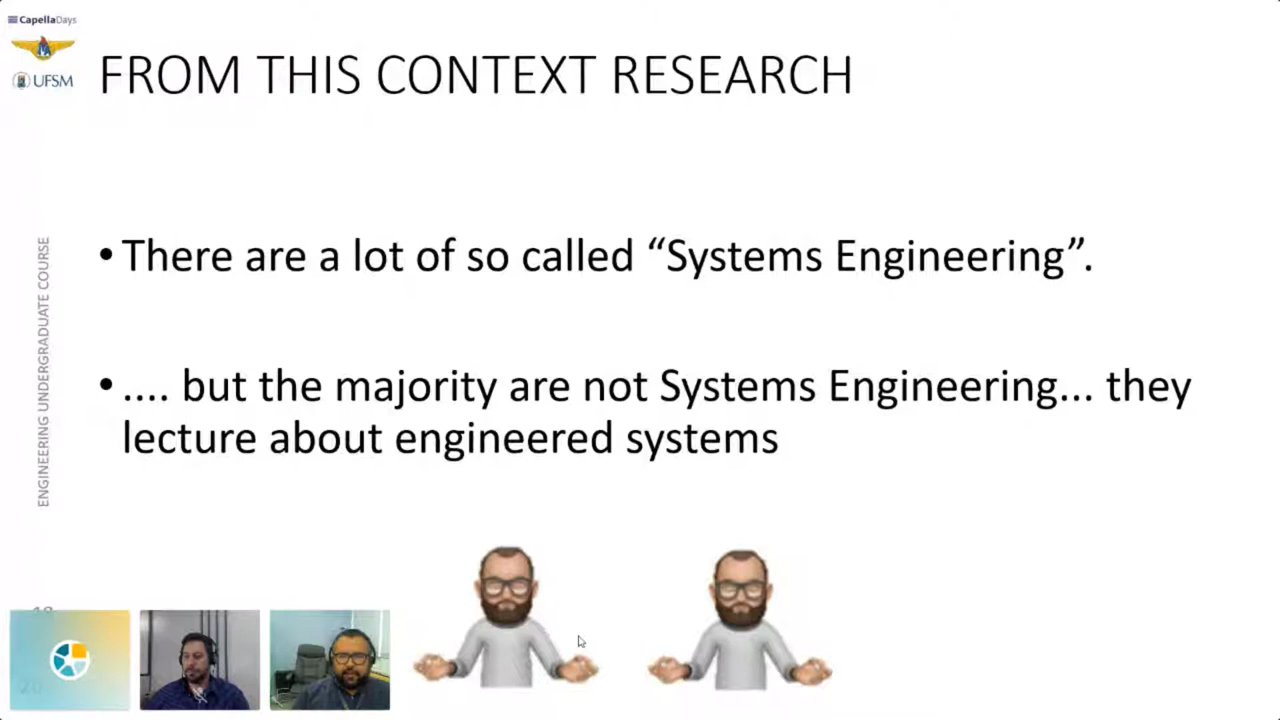 CapellaDays
UFSM
FROM THIS CONTEXT RESEARCH
• There are a lot of so called “Systems Engineering”.
• .... but the majority are not Systems Engineering... they
lecture about engineered systems
ENGINEERING UNDERGRADUATE COURSE